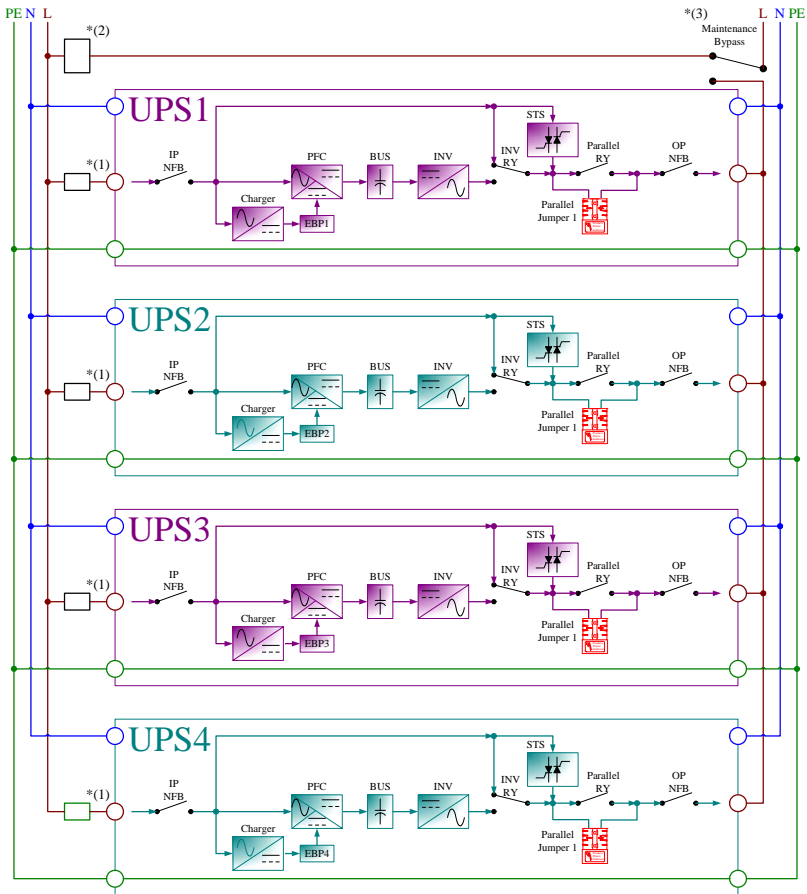 PE N L
*(2)
*(3)
L N PE
Maintenance
Bypass
UPS1
STS
*(1)
IP
NFB
PFC
BUS
INV
INV
RY
Parallel
RY
OP
NFB
Charger
EBP1
Parallel
Jumper 1
UPS2
STS
*(1)
IP
NFB
PFC
BUS
INV
INV
RY
Parallel
RY
OP
NFB
Charger
EBP2
Parallel
Jumper 1
UPS3
STS
*(1)
IP
NFB
PFC
BUS
INV
INV
RY
Parallel
RY
OP
NFB
Charger
EBP3
Parallel
Jumper 1
UPS4
STS
*(1)
IP
NFB
PFC
BUS
INV
INV
RY
Parallel
RY
OP
NFB
Charger
EBP4
Parallel
Jumper 1